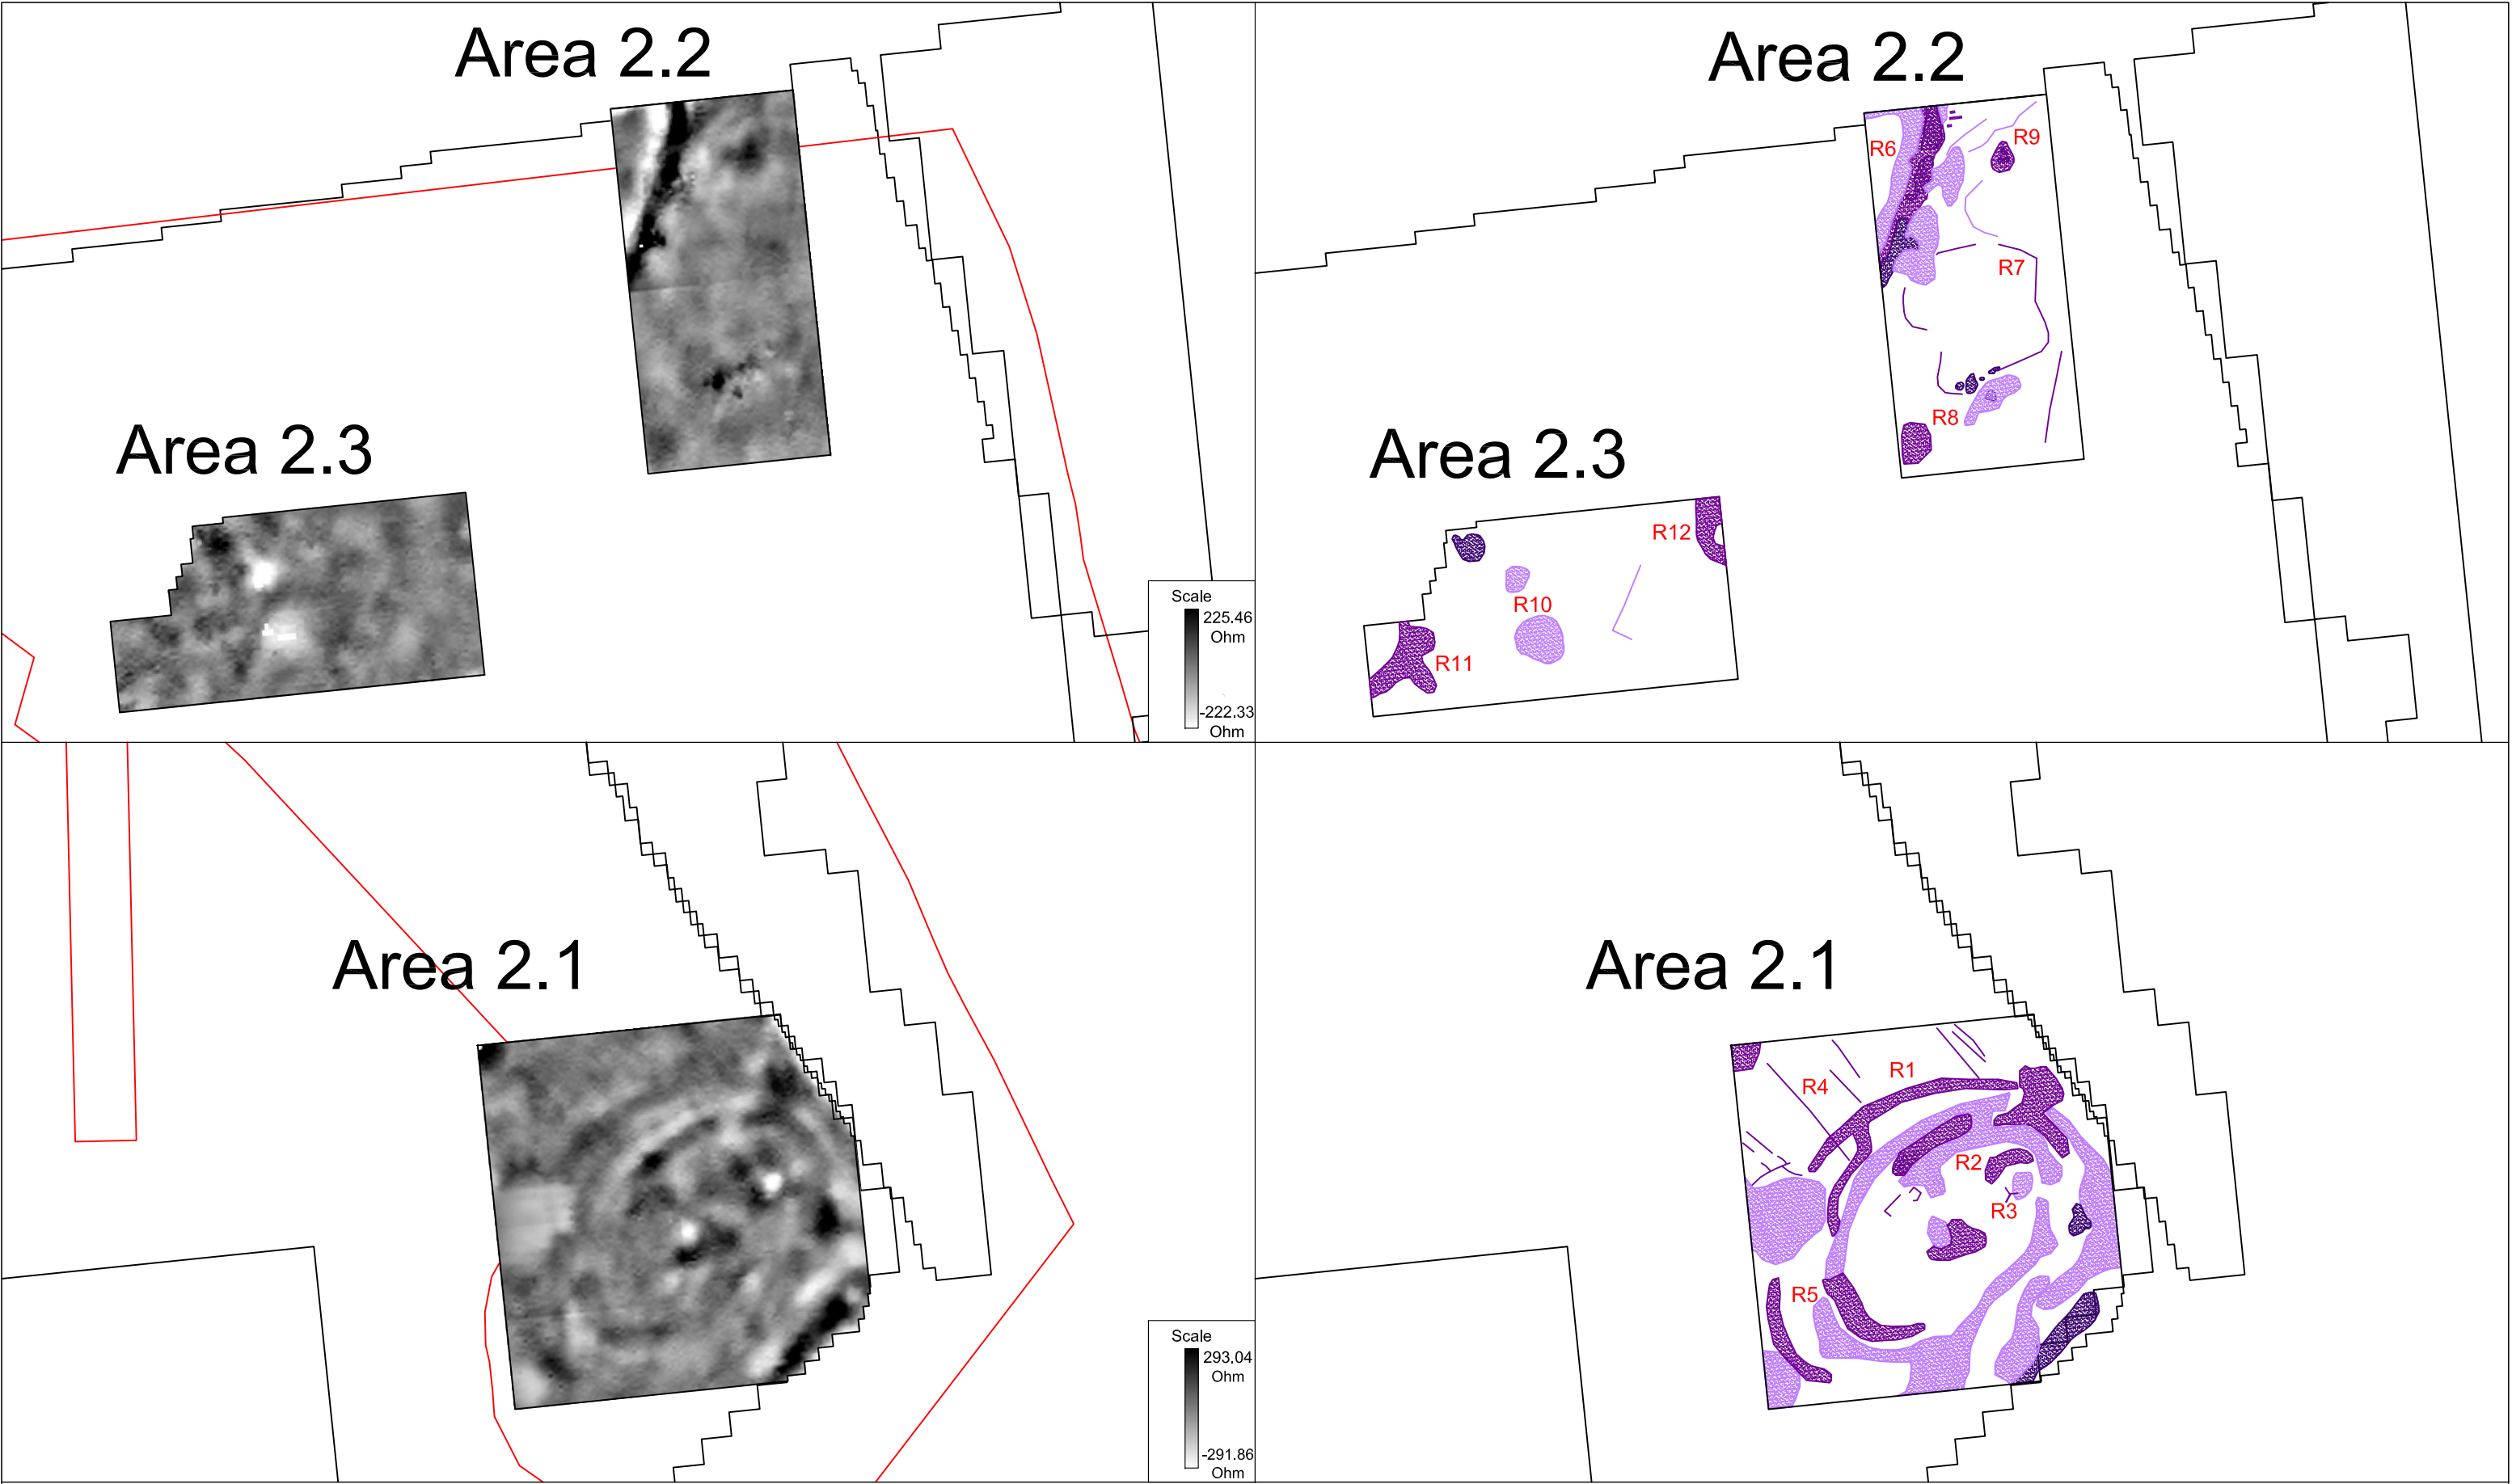 Area 2.2
Area 2.3
Scale
225.46
Ohm
-222.33
Ohm
Area 2.2
R6
R9
R7
R8
Area 2.3
R12
R10
R11
Area 2.1
Scale
293.04
Ohm
-291.86
Ohm
Area 2.1
R1
R4
R2
R3
R5